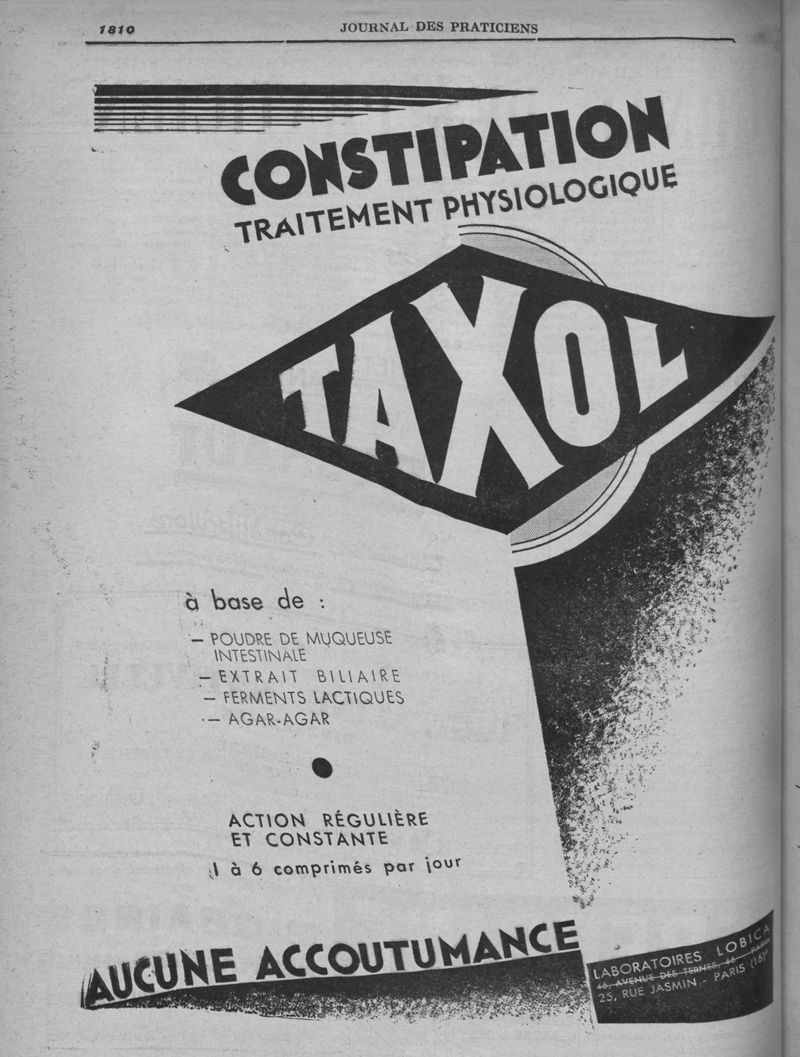 1810
JOURNAL DES PRATICIENS
CONSTIPATION
TRAITEMENT PHYSIOLOGIQUE
TAXOL
à base de :
— POUDRE DE MUQUEUSE
INTESTINALE
— EXTRAIT BILIAIRE
— FERMENTS LACTIQUES
— AGAR-AGAR
ACTION RÉGULIÈRE
ET CONSTANTE
1 à 6 comprimés par jour
AUCUNE ACCOUTUMANCE
LABORATOIRES LOBICA
46, AVENUE DES TERNES, 46 - PARIS
25, RUE JASMIN - PARIS (16e)